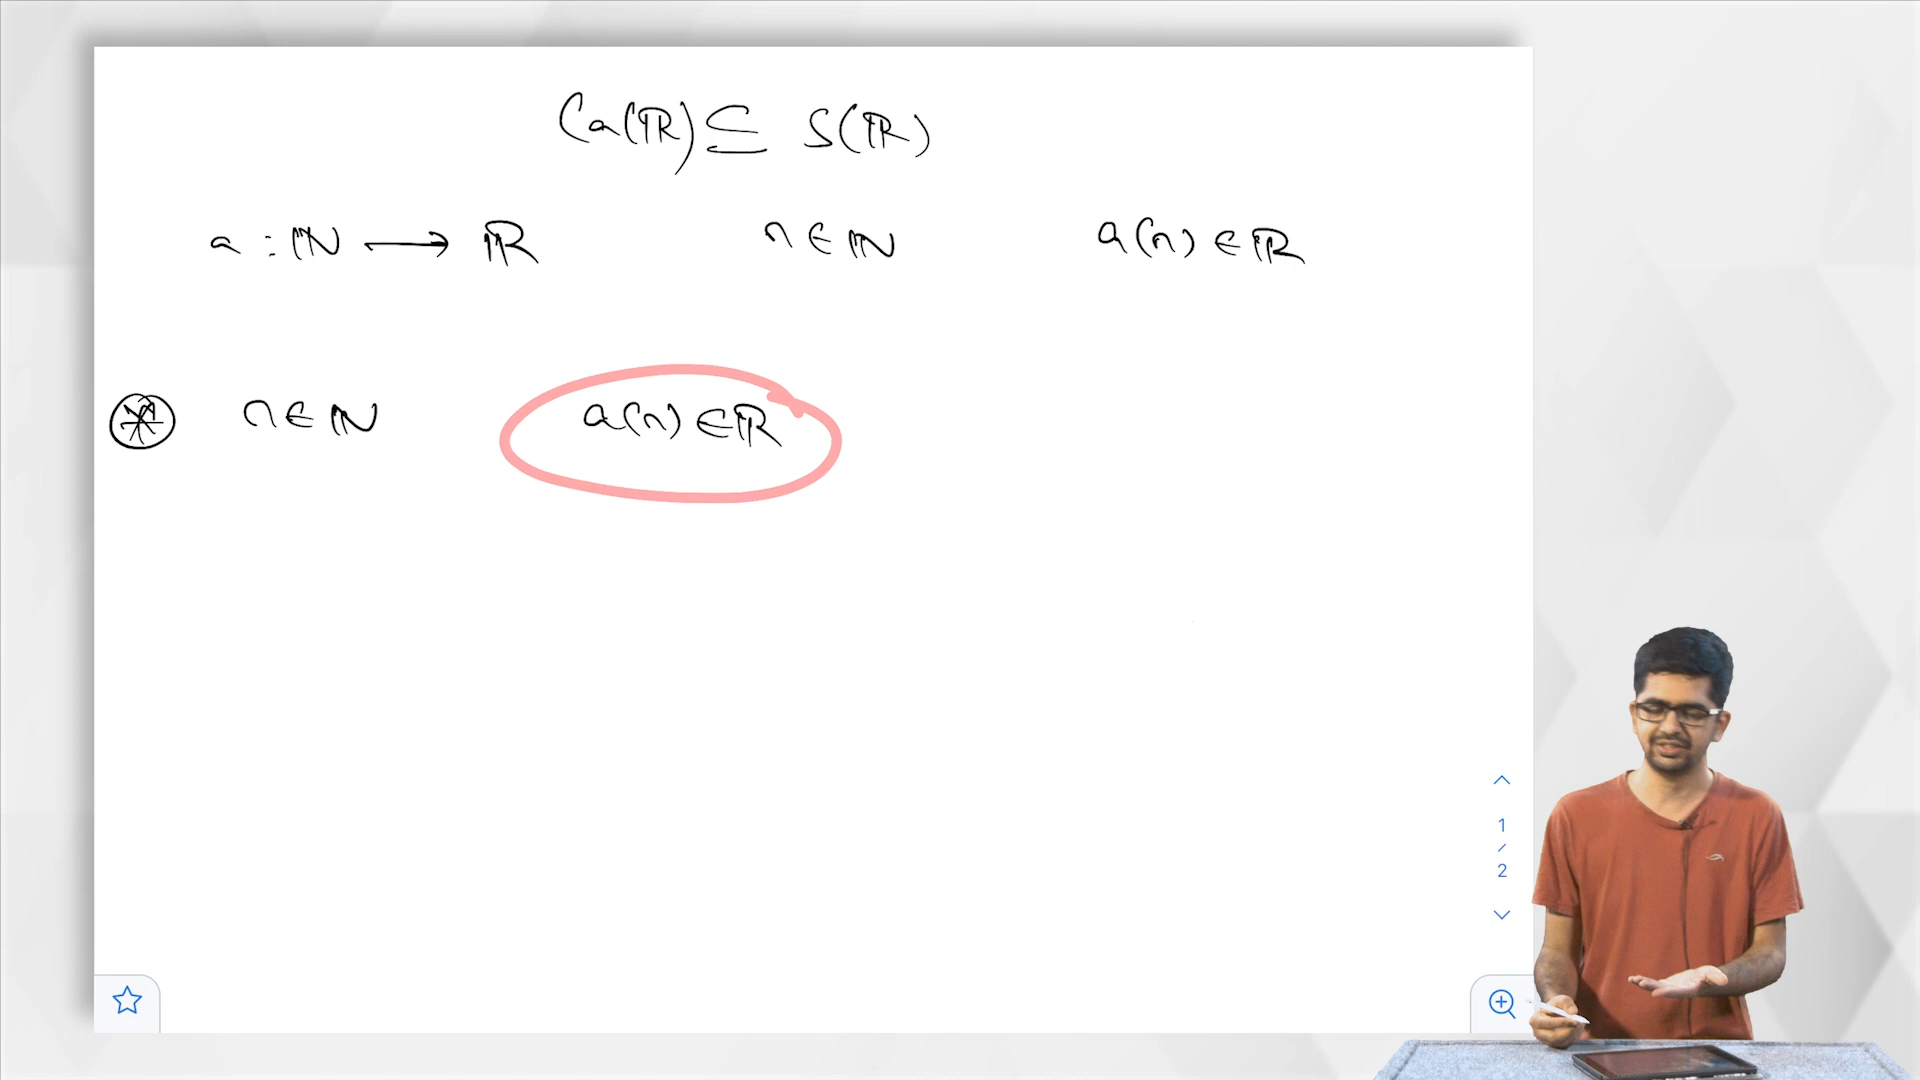 Ca(ℝ) ⊆ S(ℝ)
a : ℕ ⟶ ℝ n ∈ ℕ a(n) ∈ ℝ
⊛ n ∈ ℕ a(n) ∈ ℝ
1
/
2